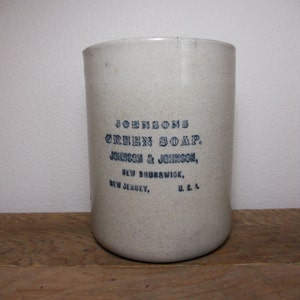 JOHNSONS
GREEN SOAP.
JOHNSON & JOHNSON,
NEW BRUNSWICK,
NEW JERSEY, U. S. A.